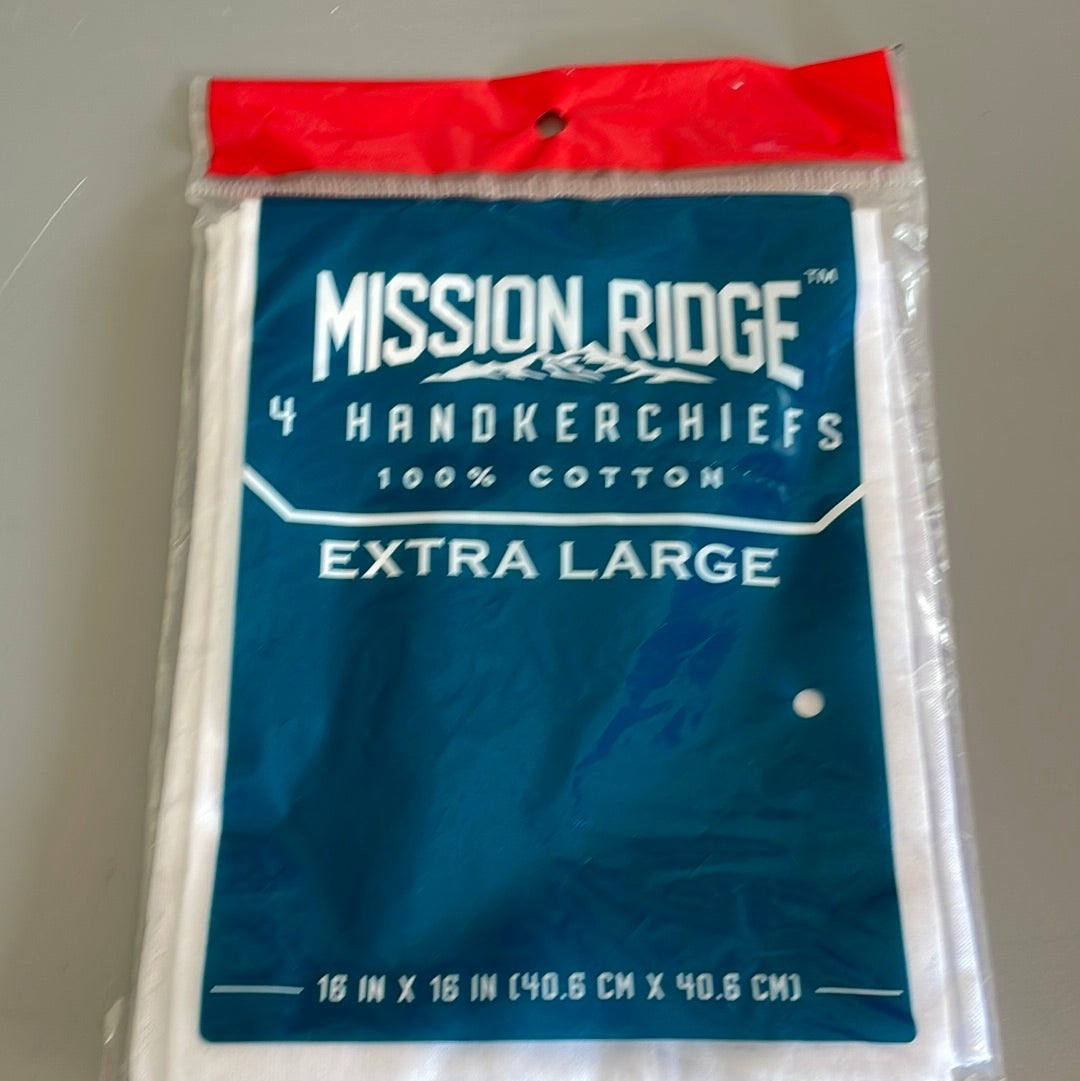 MISSION RIDGE™
4 HANDKERCHIEFS
100% COTTON
EXTRA LARGE
16 IN X 16 IN (40.6 CM X 40.6 CM)